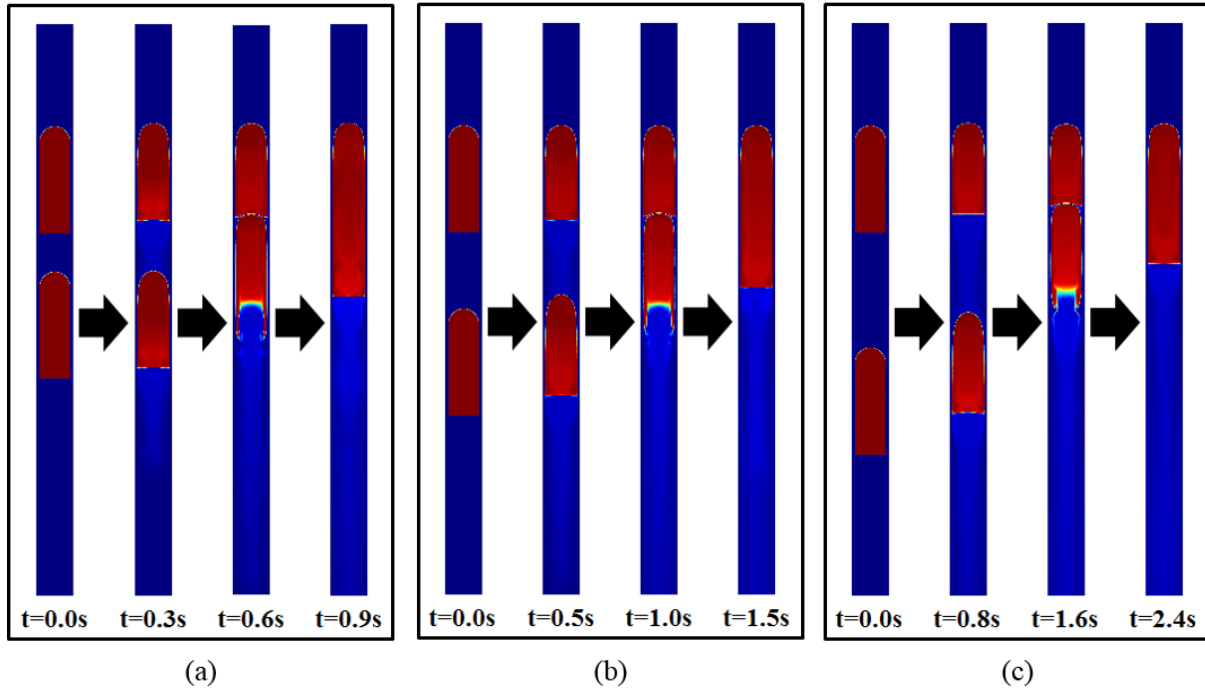 t=0.0s t=0.3s t=0.6s t=0.9s
t=0.0s t=0.5s t=1.0s t=1.5s
t=0.0s t=0.8s t=1.6s t=2.4s
(a) (b) (c)